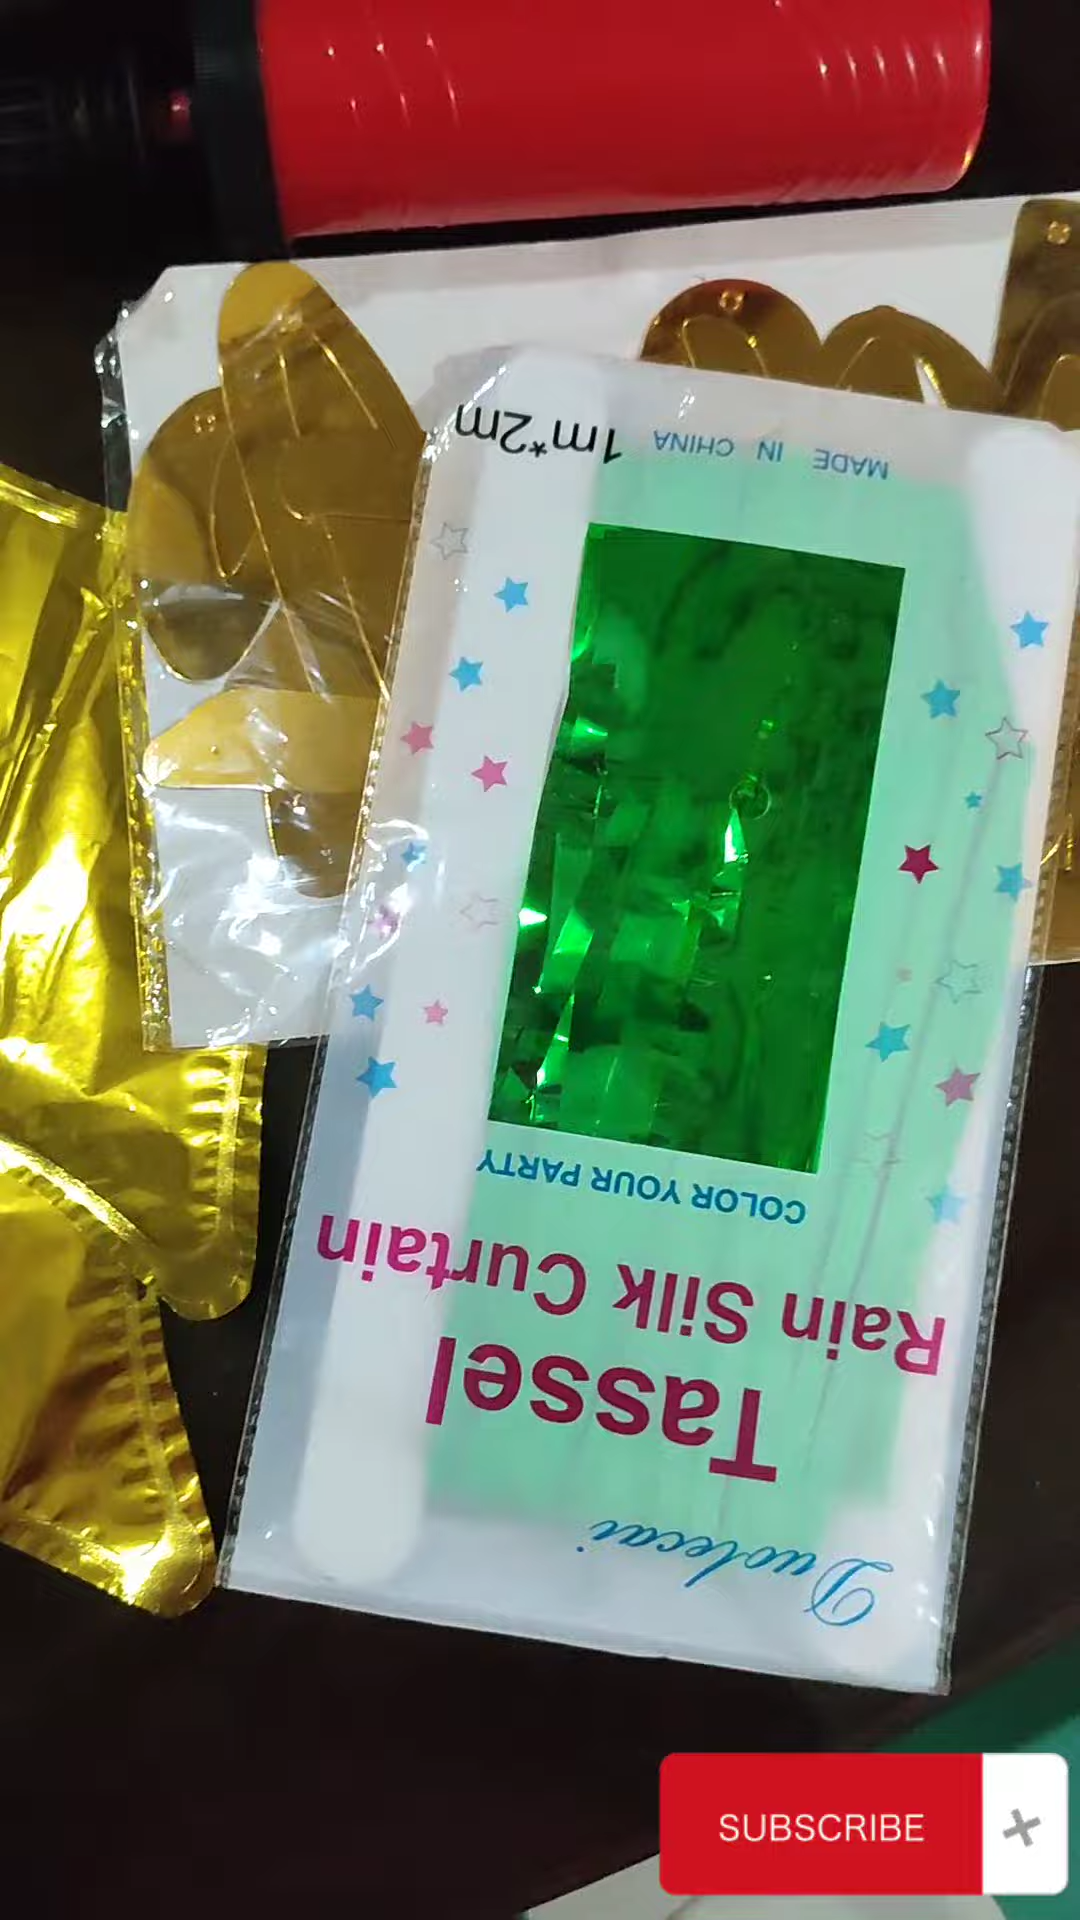 Duolecai
Tassel
Rain Silk Curtain
COLOR YOUR PARTY
MADE IN CHINA 1m*2m
SUBSCRIBE